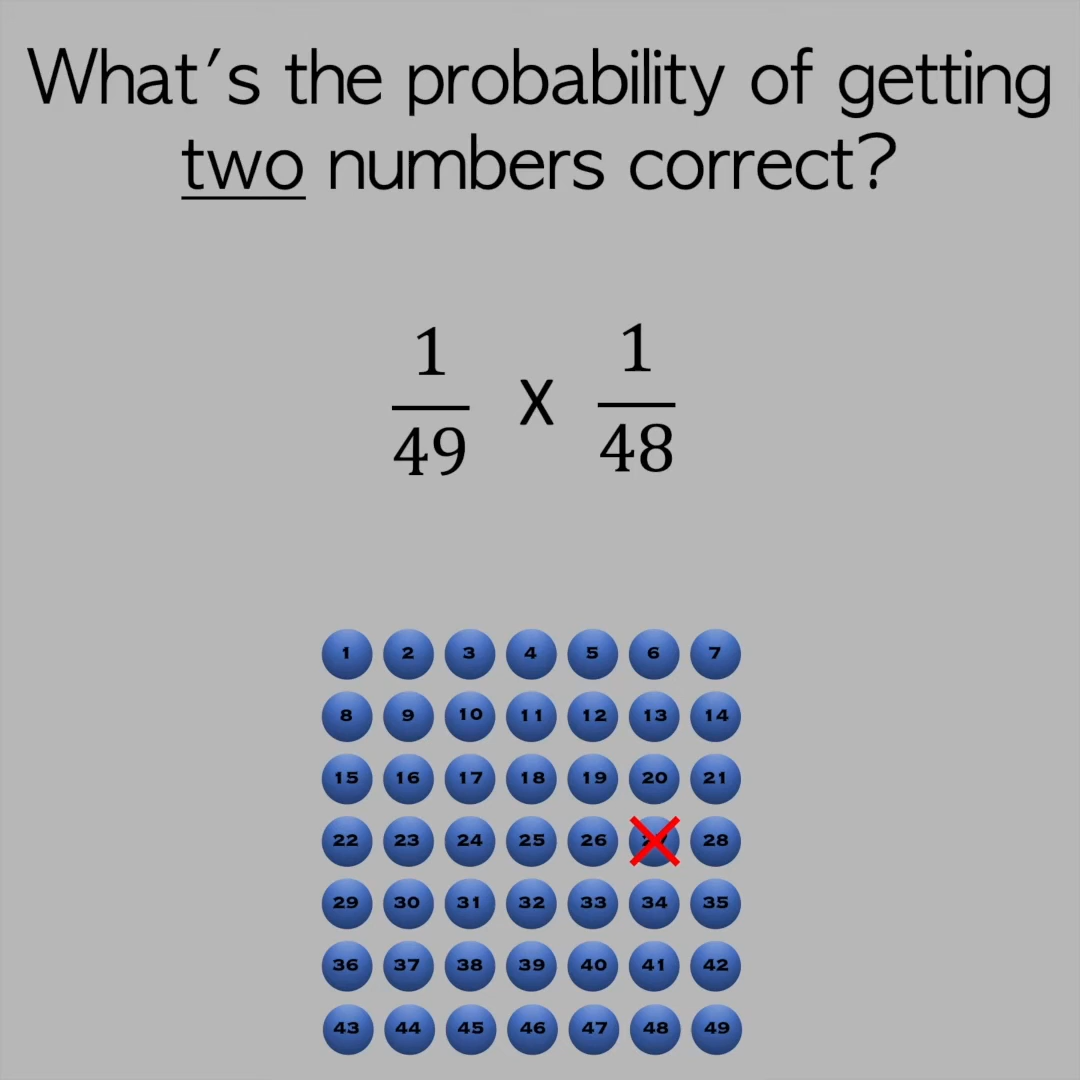 What's the probability of getting
two numbers correct?
1 1
x
49 48
1 2 3 4 5 6 7
8 9 10 11 12 13 14
15 16 17 18 19 20 21
22 23 24 25 26 28
29 30 31 32 33 34 35
36 37 38 39 40 41 42
43 44 45 46 47 48 49